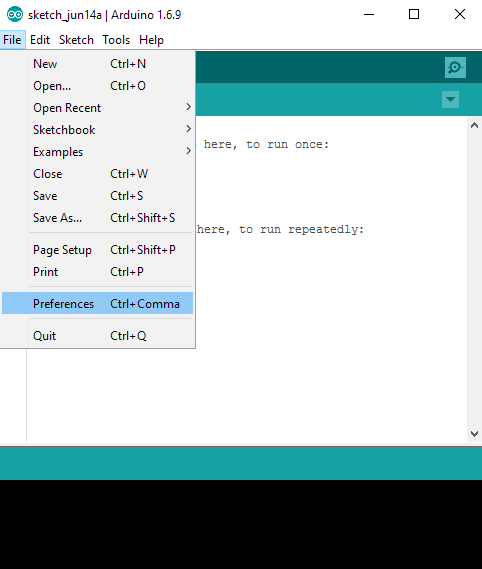 sketch_jun14a | Arduino 1.6.9
File Edit Sketch Tools Help
New Ctrl+N
Open... Ctrl+O
Open Recent
Sketchbook
Examples
Close Ctrl+W
Save Ctrl+S
Save As... Ctrl+Shift+S
Page Setup Ctrl+Shift+P
Print Ctrl+P
Preferences Ctrl+Comma
Quit Ctrl+Q
here, to run once:
here, to run repeatedly: